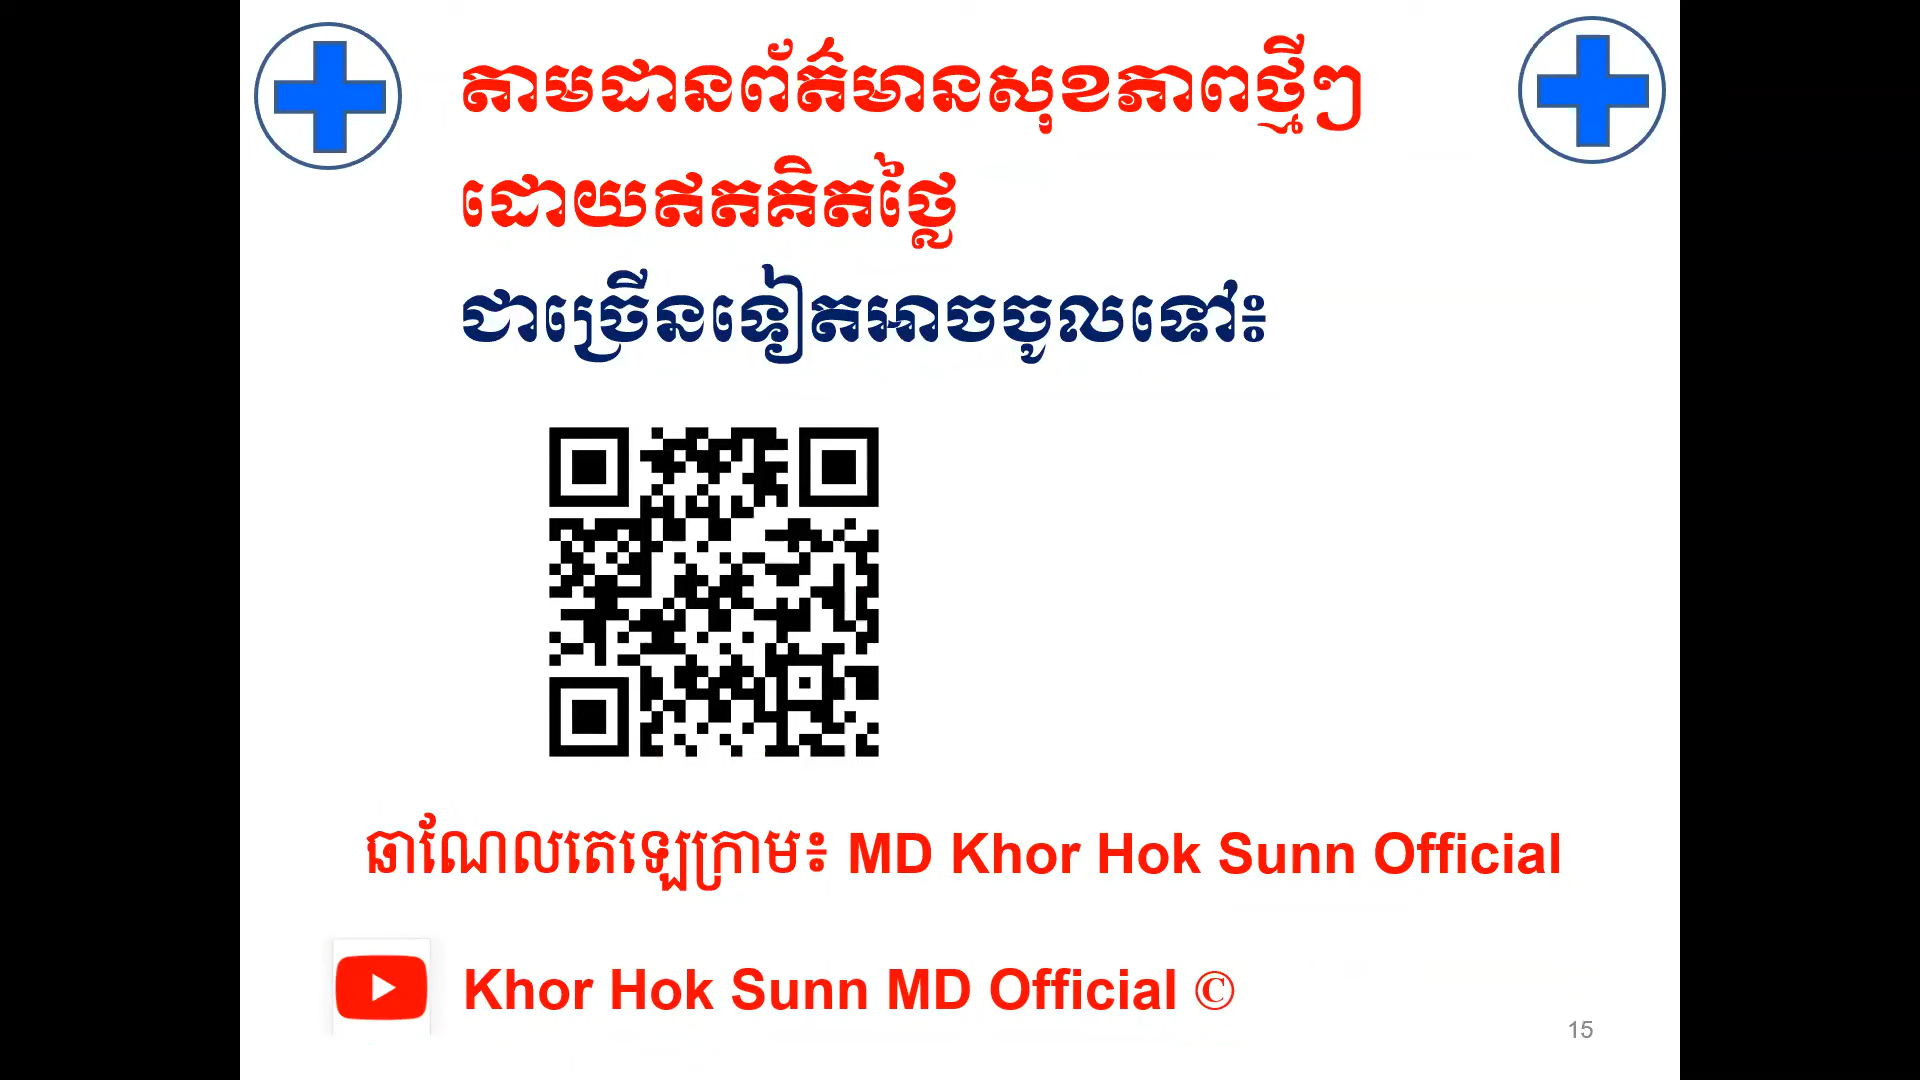 តាមដានព័ត៌មានសុខភាពថ្មីៗ
ដោយឥតគិតថ្លៃ
ជាច្រើនទៀតអាចចូលទៅ៖
ឆាណែលតេឡេក្រាម៖ MD Khor Hok Sunn Official
Khor Hok Sunn MD Official ©
15